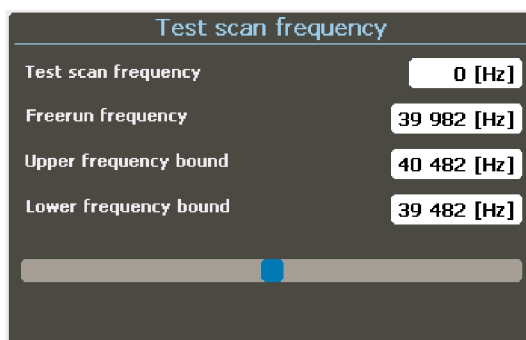 Test scan frequency
Test scan frequency 0 [Hz]
Freerun frequency 39 982 [Hz]
Upper frequency bound 40 482 [Hz]
Lower frequency bound 39 482 [Hz]